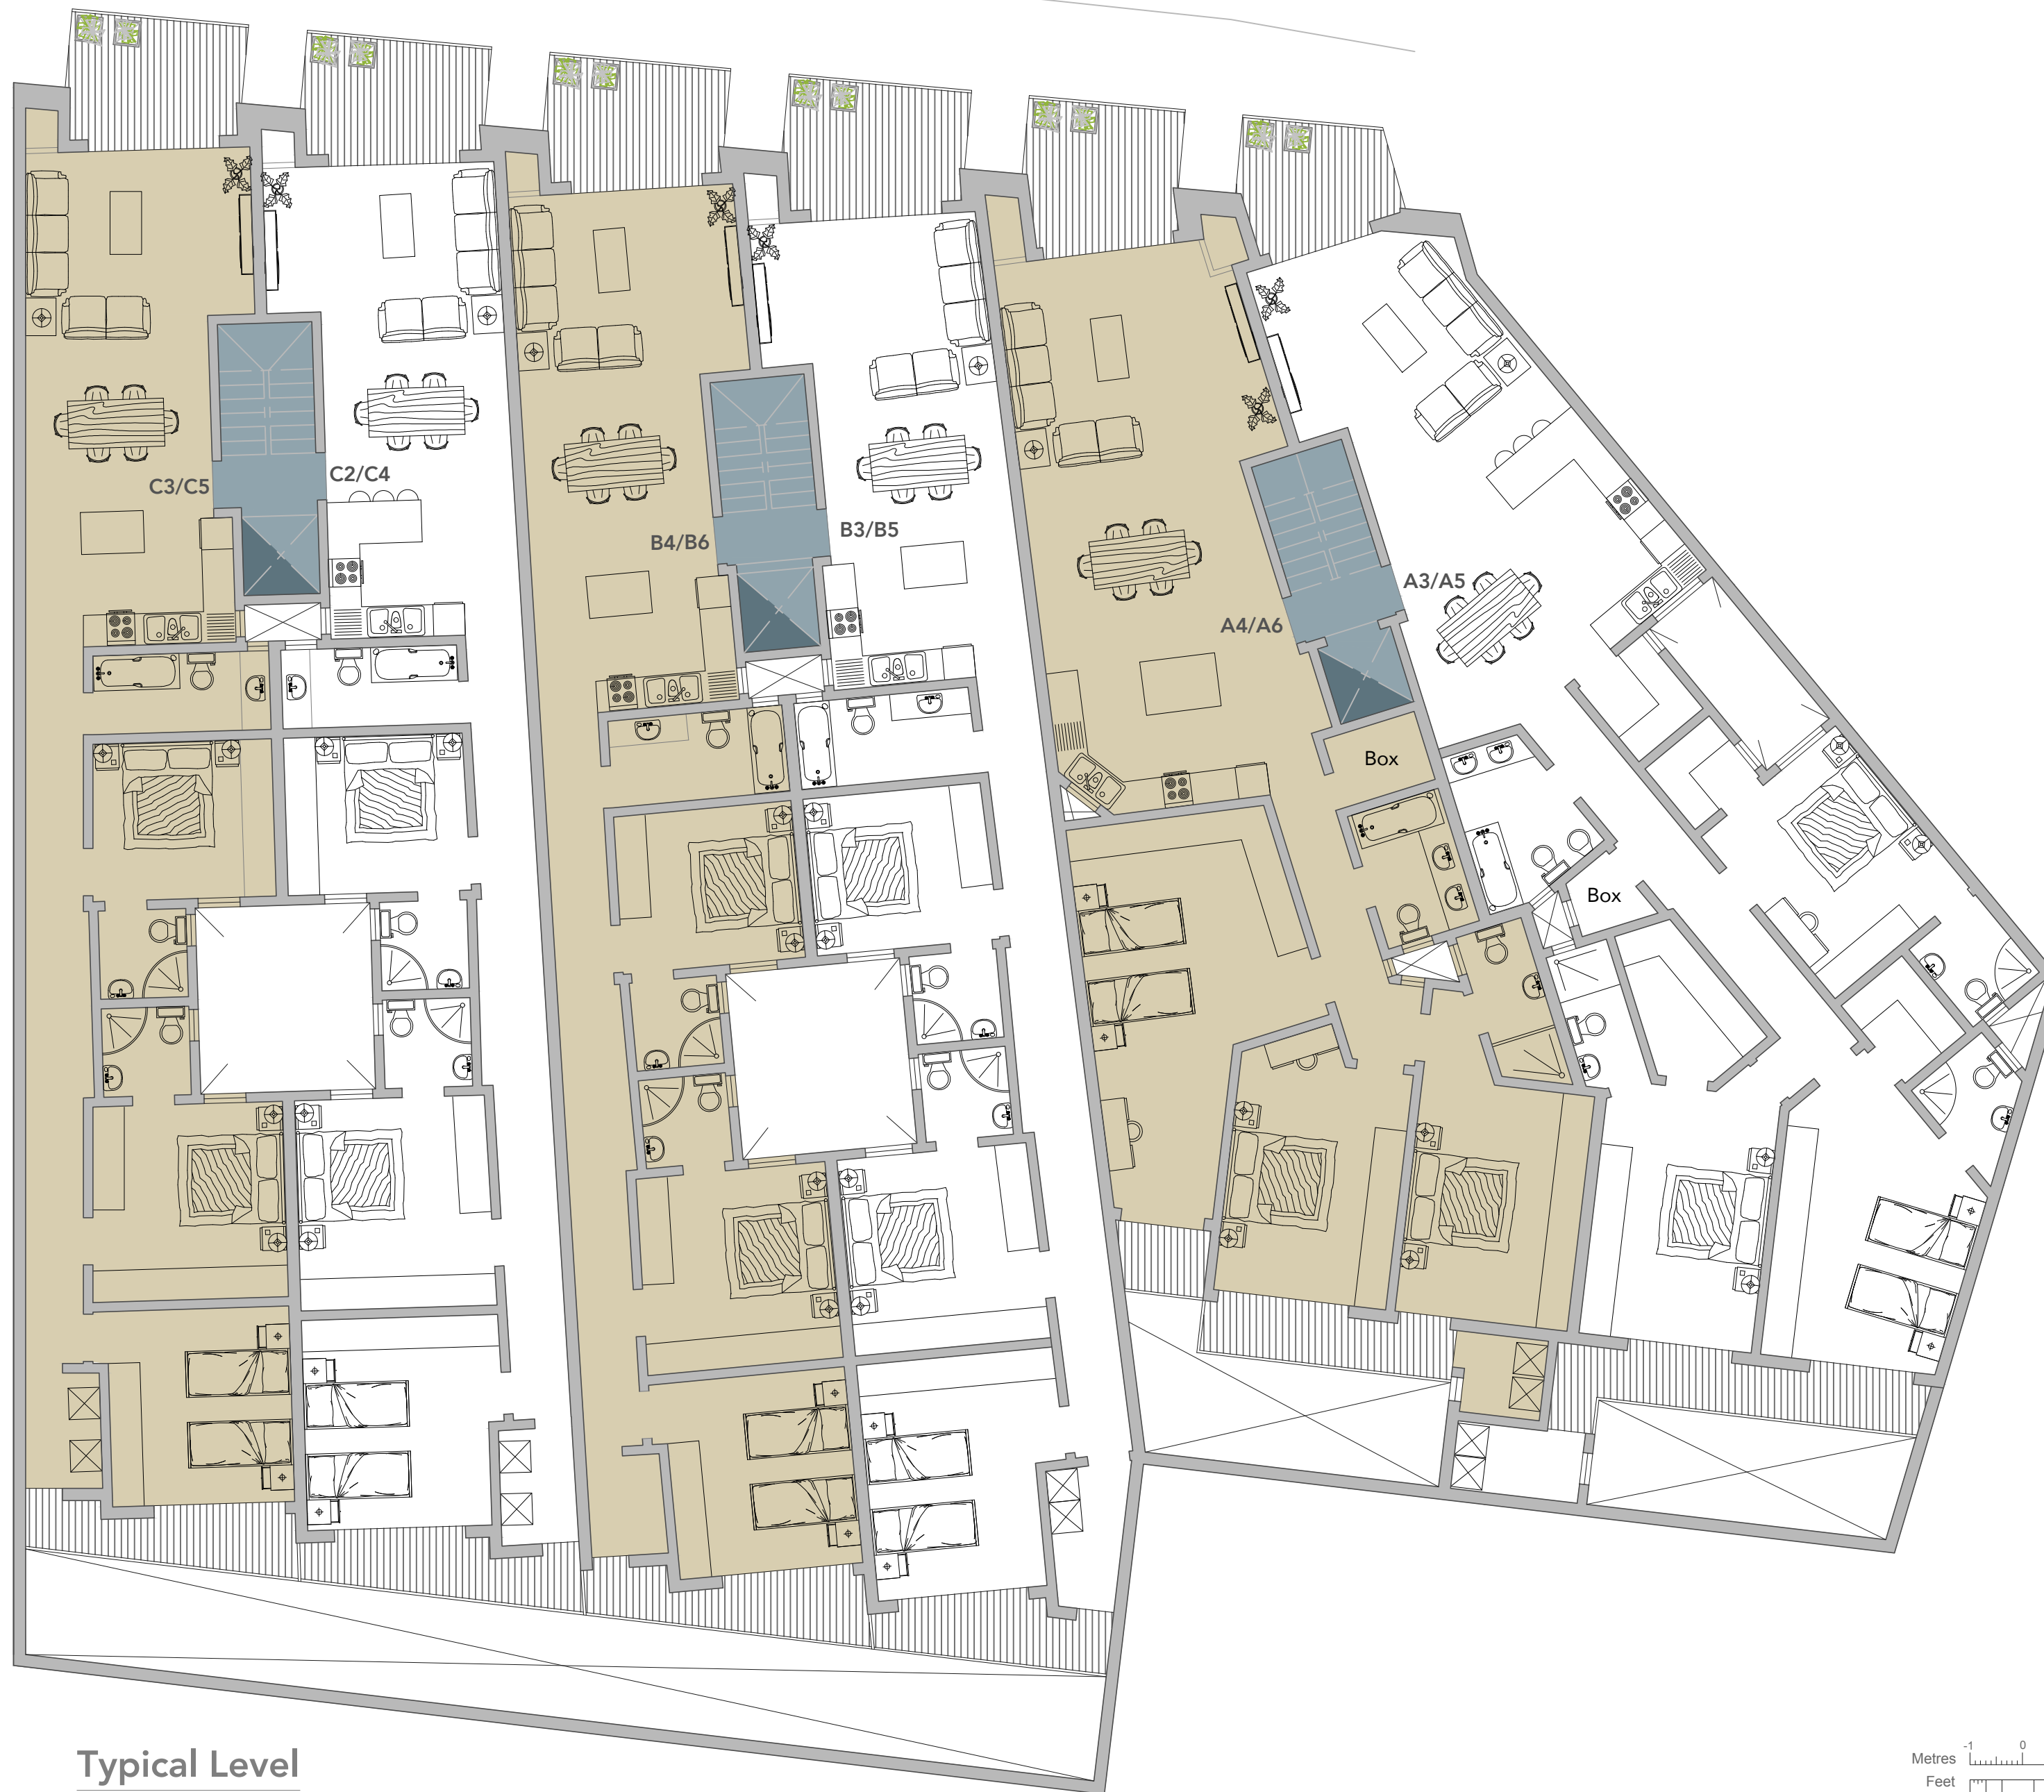 C3/C5
C2/C4
B4/B6
B3/B5
A4/A6
A3/A5
Box
Box
Typical Level
-1 0
Metres
Feet